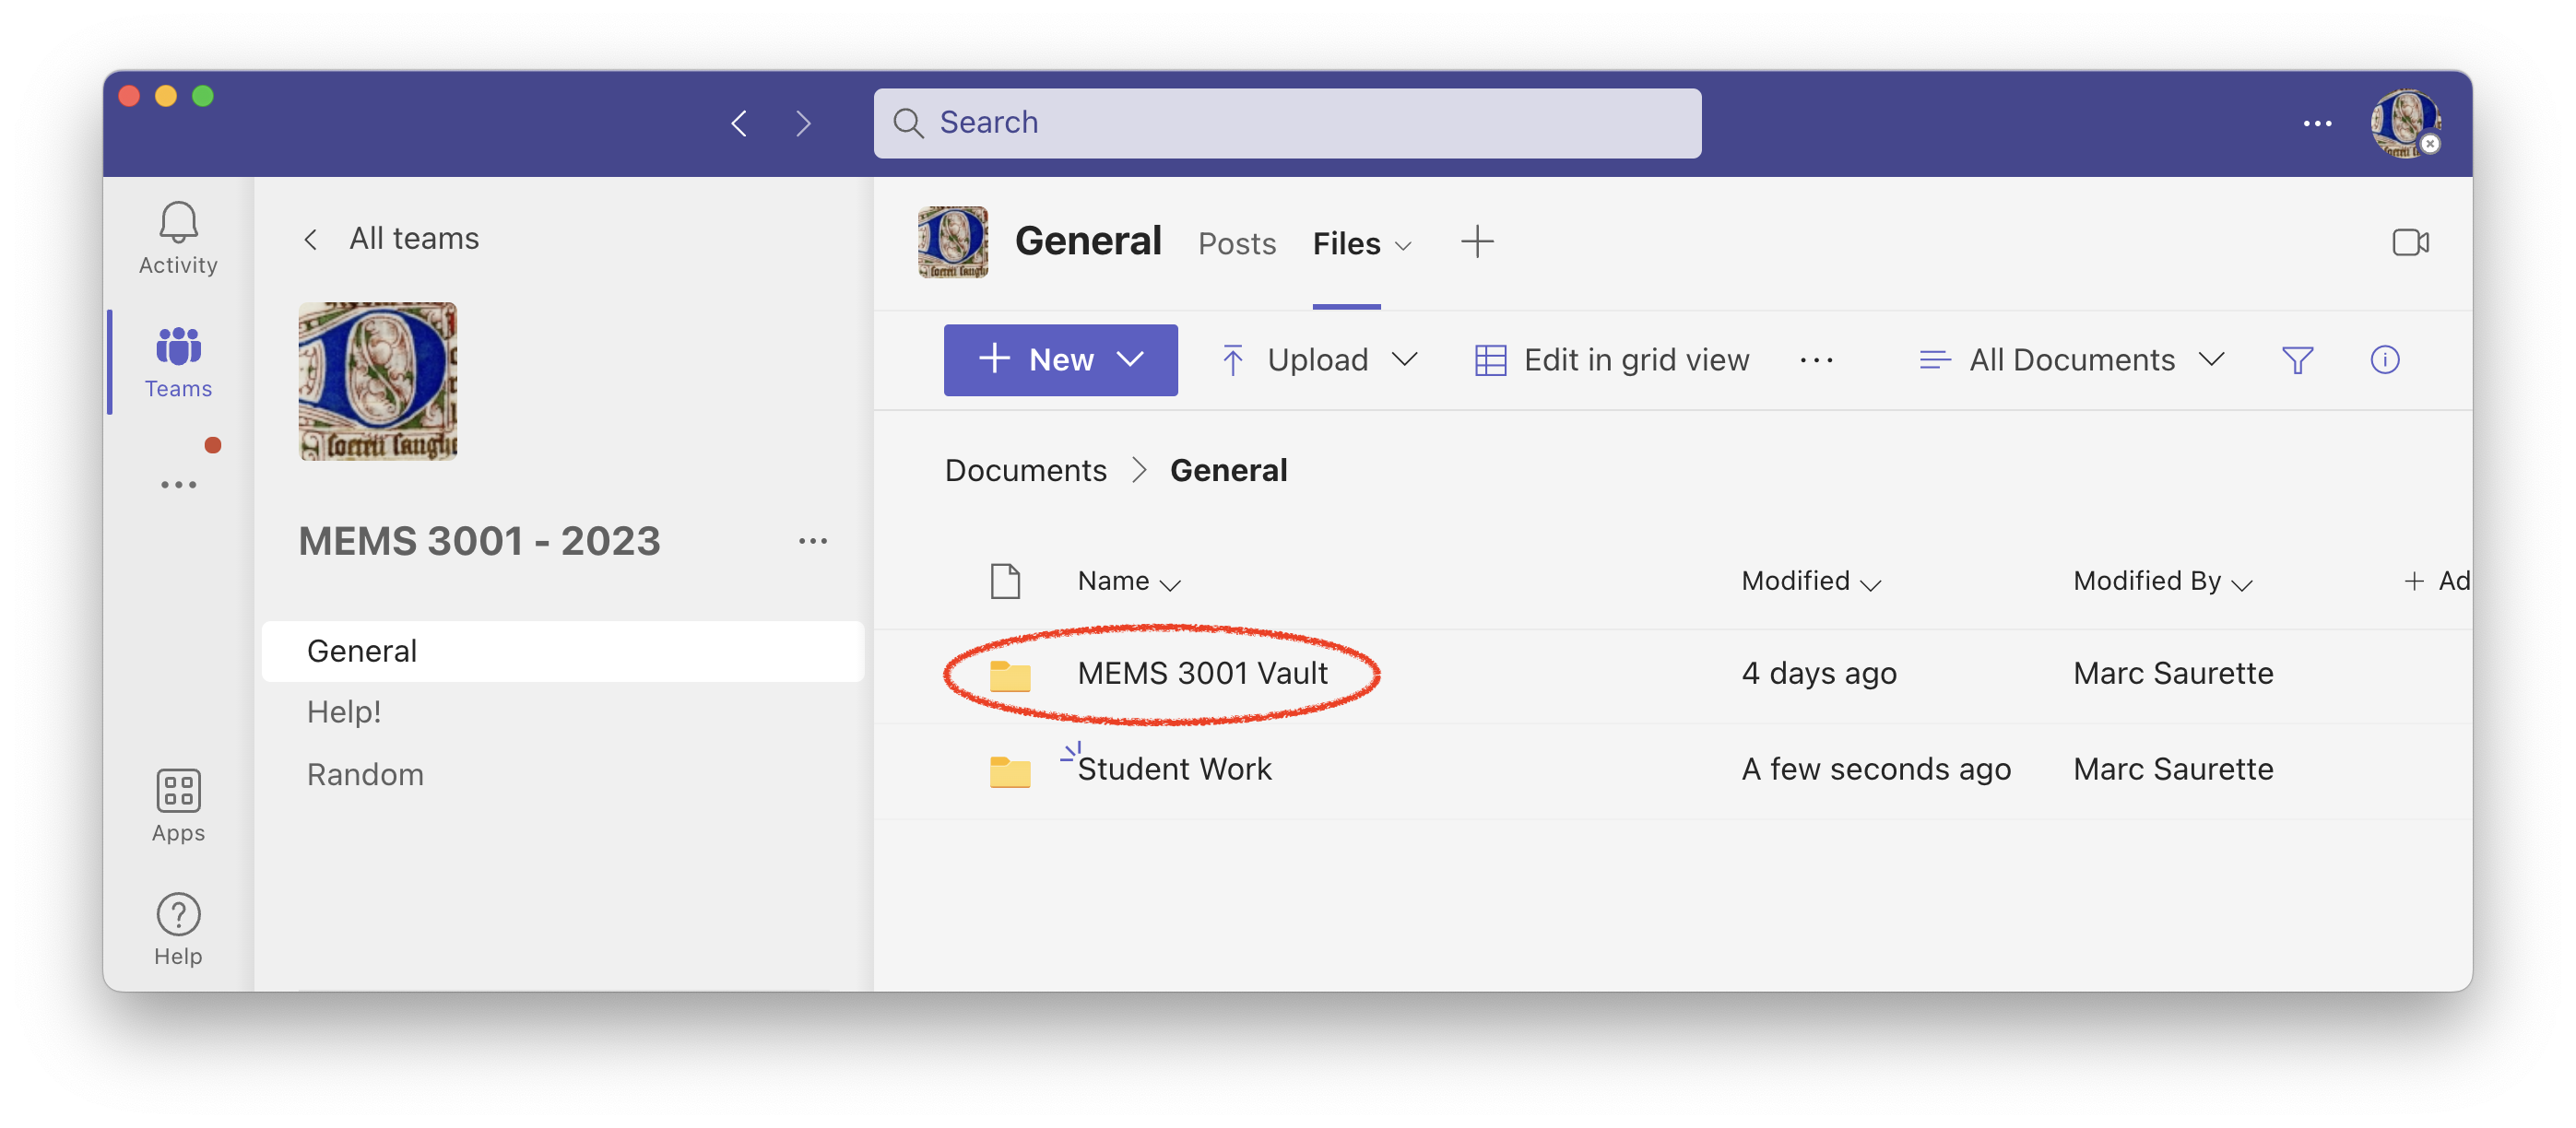 Search
Activity
Teams
Apps
Help
All teams
MEMS 3001 - 2023
General
Help!
Random
General Posts Files
New Upload Edit in grid view All Documents
Documents > General
Name Modified Modified By + Ad
MEMS 3001 Vault 4 days ago Marc Saurette
Student Work A few seconds ago Marc Saurette